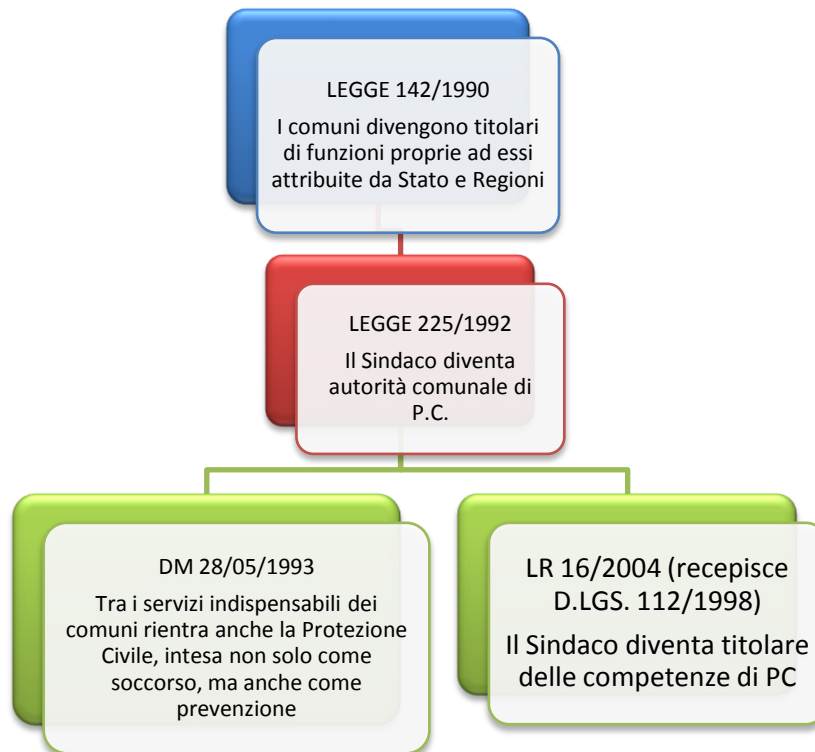 LEGGE 142/1990
I comuni divengono titolari
di funzioni proprie ad essi
attribuite da Stato e Regioni
LEGGE 225/1992
Il Sindaco diventa
autorità comunale di
P.C.
DM 28/05/1993
Tra i servizi indispensabili dei
comuni rientra anche la Protezione
Civile, intesa non solo come
soccorso, ma anche come
prevenzione
LR 16/2004 (recepisce
D.LGS. 112/1998)
Il Sindaco diventa titolare
delle competenze di PC